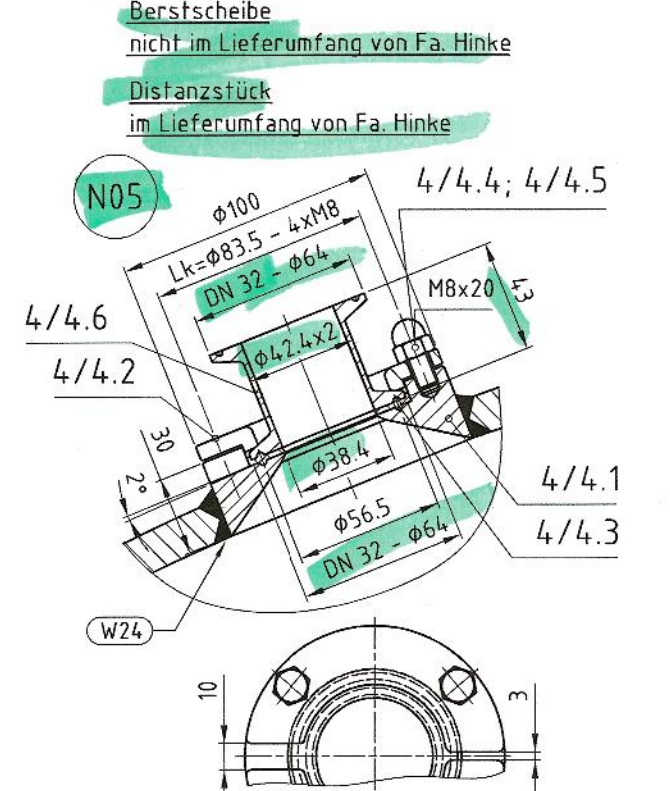 Berstscheibe
nicht im Lieferumfang von Fa. Hinke
Distanzstück
im Lieferumfang von Fa. Hinke
N05
4/4.4; 4/4.5
Φ100
Lk=Φ83.5 - 4xM8
DN 32 - Φ64
M8x20
43
4/4.6
Φ42.4x2
4/4.2
30
2°
Φ38.4
4/4.1
Φ56.5
4/4.3
DN 32 - Φ64
W24
10
3